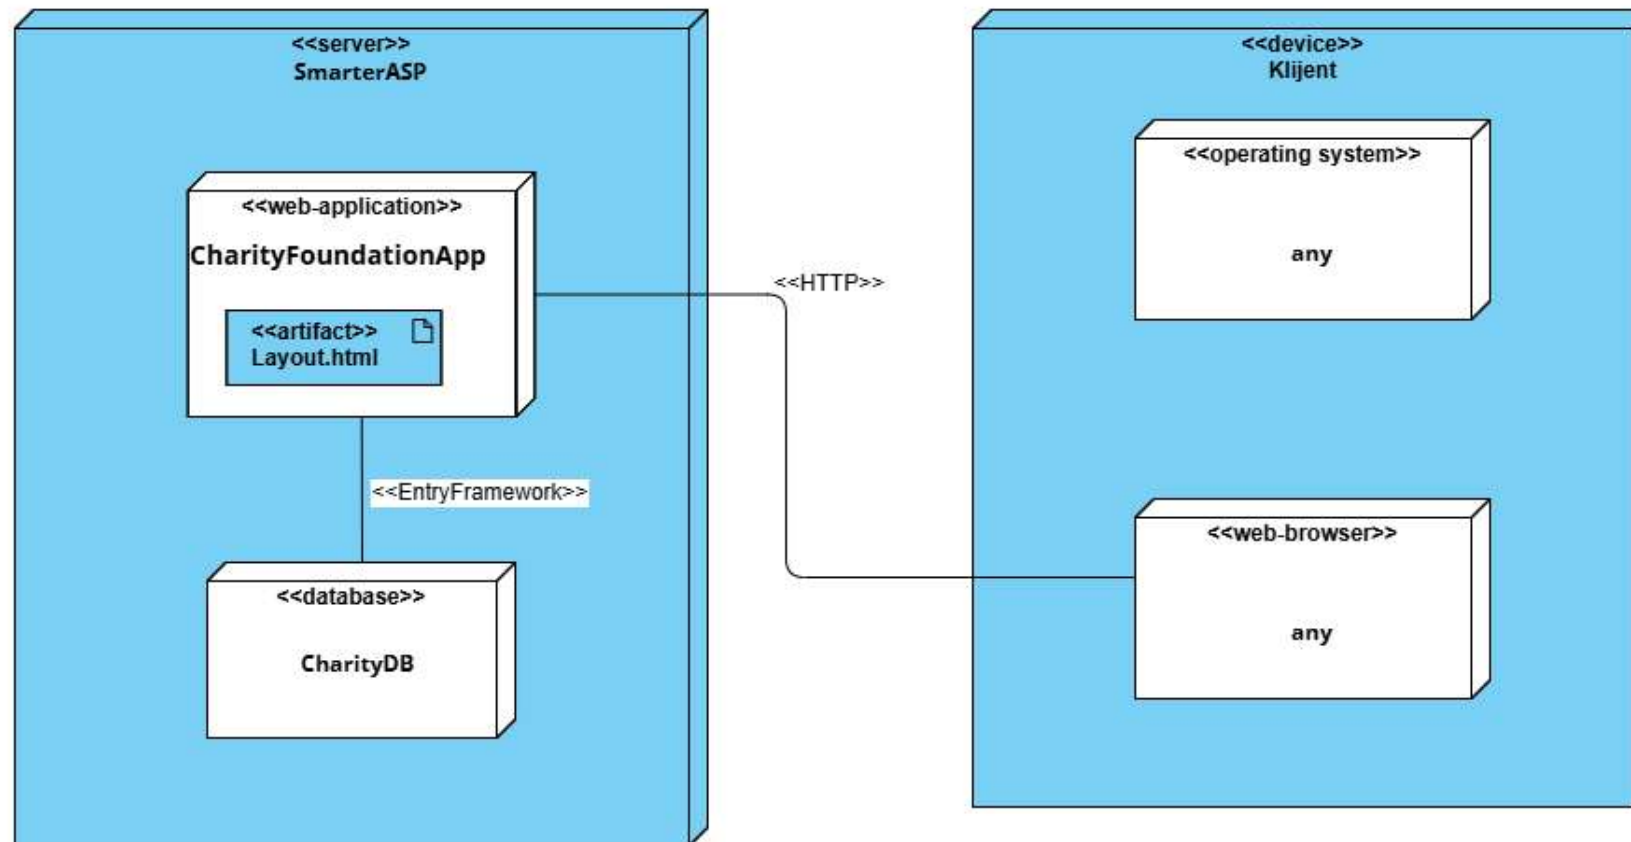 <<server>>
SmarterASP
<<web-application>>
CharityFoundationApp
<<artifact>>
Layout.html
<<EntryFramework>>
<<database>>
CharityDB
<<HTTP>>
<<device>>
Klijent
<<operating system>>
any
<<web-browser>>
any